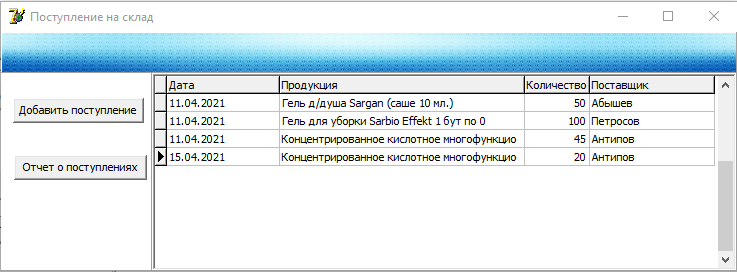 Поступление на склад
Добавить поступление
Отчет о поступлениях
Дата Продукция Количество Поставщик
11.04.2021 Гель д/душа Sargan (саше 10 мл.) 50 Абышев
11.04.2021 Гель для уборки Sarbio Effekt 1 бут по 0 100 Петросов
11.04.2021 Концентрированное кислотное многофункцио 45 Антипов
15.04.2021 Концентрированное кислотное многофункцио 20 Антипов